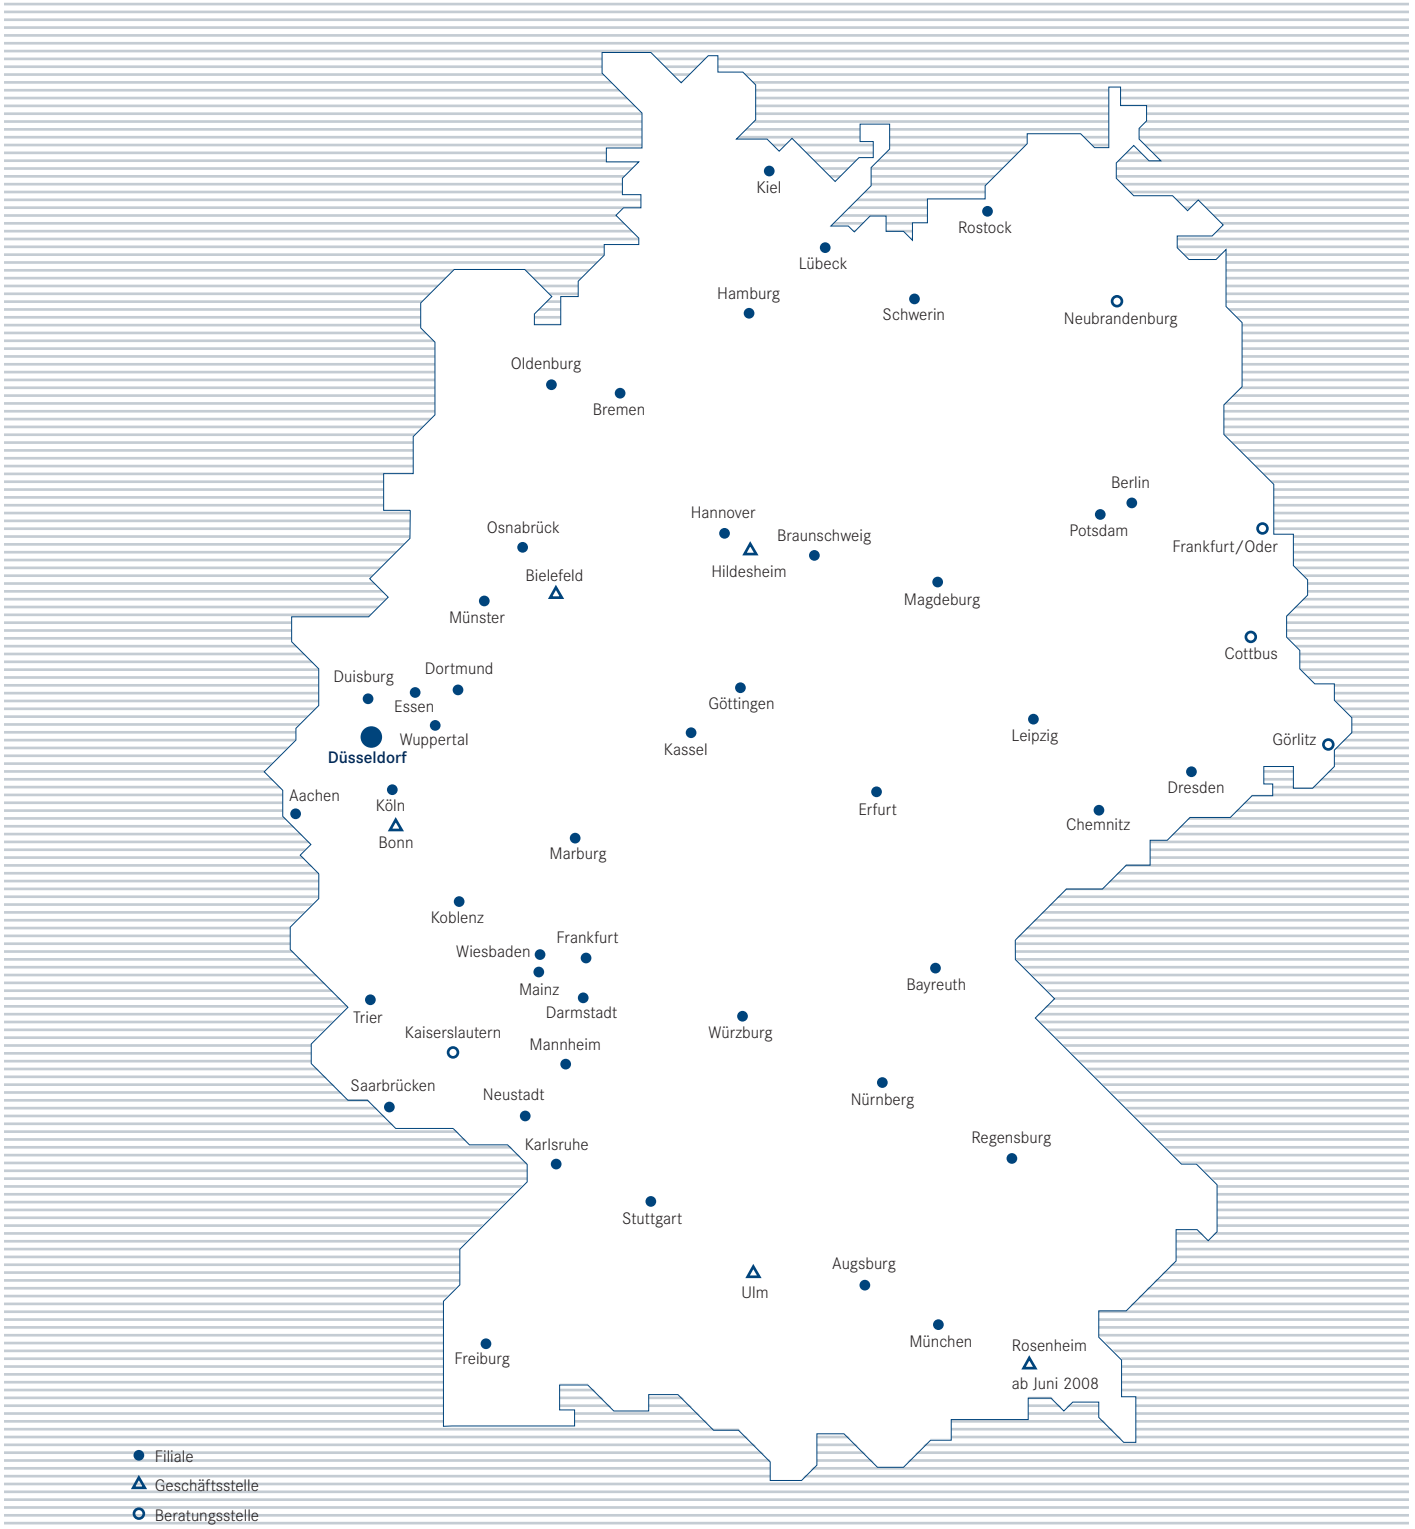 Kiel
Rostock
Lübeck
Hamburg
Schwerin
Neubrandenburg
Oldenburg
Bremen
Berlin
Hannover
Osnabrück
Braunschweig
Potsdam
Frankfurt/Oder
Hildesheim
Bielefeld
Magdeburg
Münster
Cottbus
Dortmund
Duisburg
Essen
Göttingen
Wuppertal
Leipzig
Görlitz
Kassel
Düsseldorf
Dresden
Aachen
Köln
Erfurt
Chemnitz
Bonn
Marburg
Koblenz
Frankfurt
Wiesbaden
Bayreuth
Mainz
Darmstadt
Trier
Kaiserslautern
Würzburg
Mannheim
Saarbrücken
Neustadt
Nürnberg
Regensburg
Karlsruhe
Stuttgart
Augsburg
Ulm
München
Rosenheim
ab Juni 2008
Freiburg
Filiale
Geschäftsstelle
Beratungsstelle